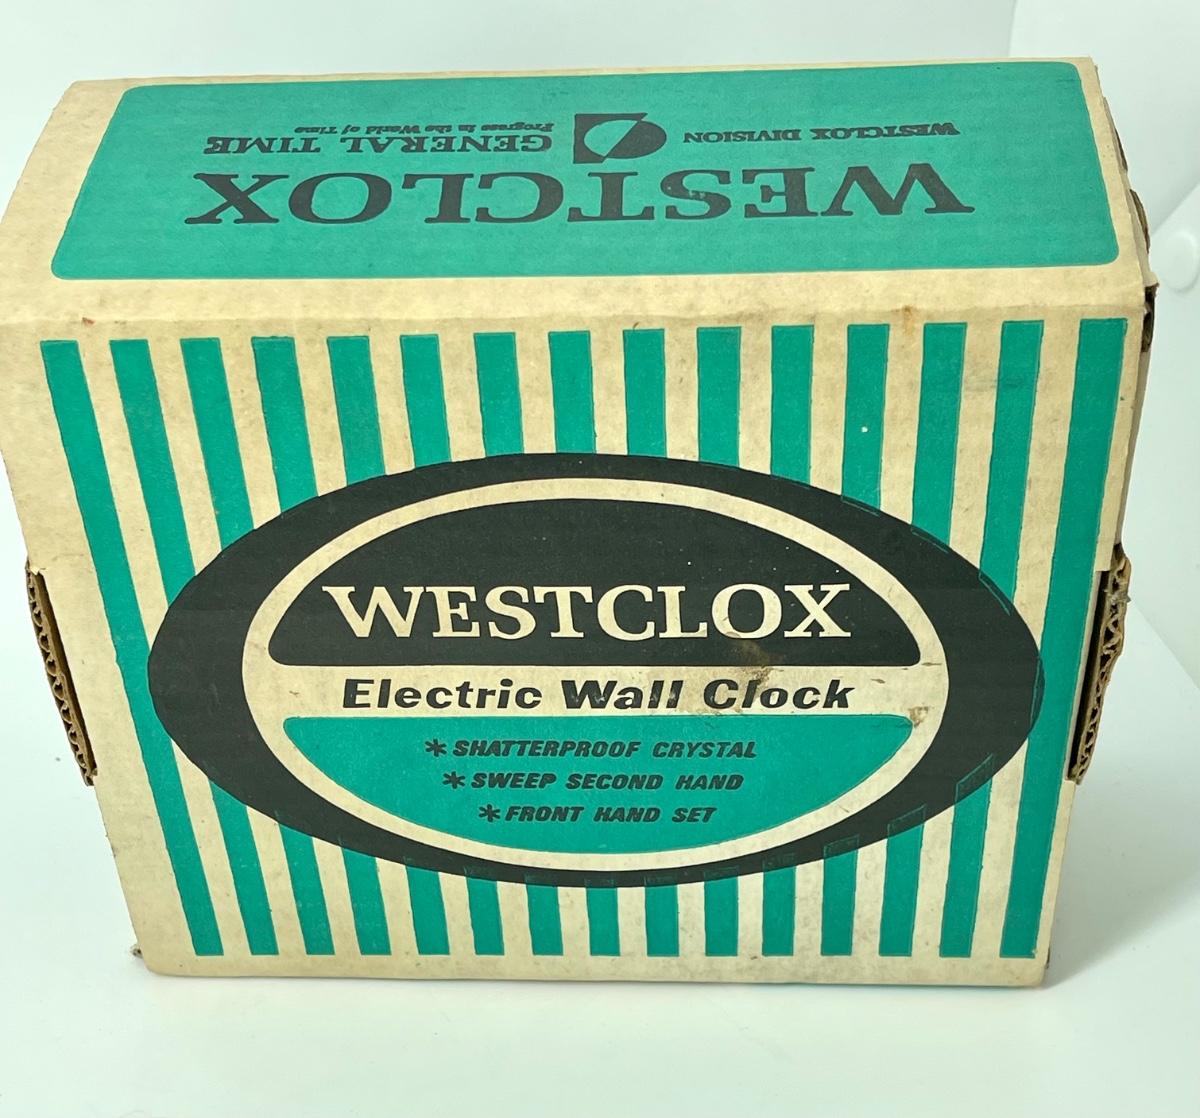 WESTCLOX
WESTCLOX DIVISION GENERAL TIME
Progress in the World of Time
WESTCLOX
Electric Wall Clock
* SHATTERPROOF CRYSTAL
* SWEEP SECOND HAND
* FRONT HAND SET